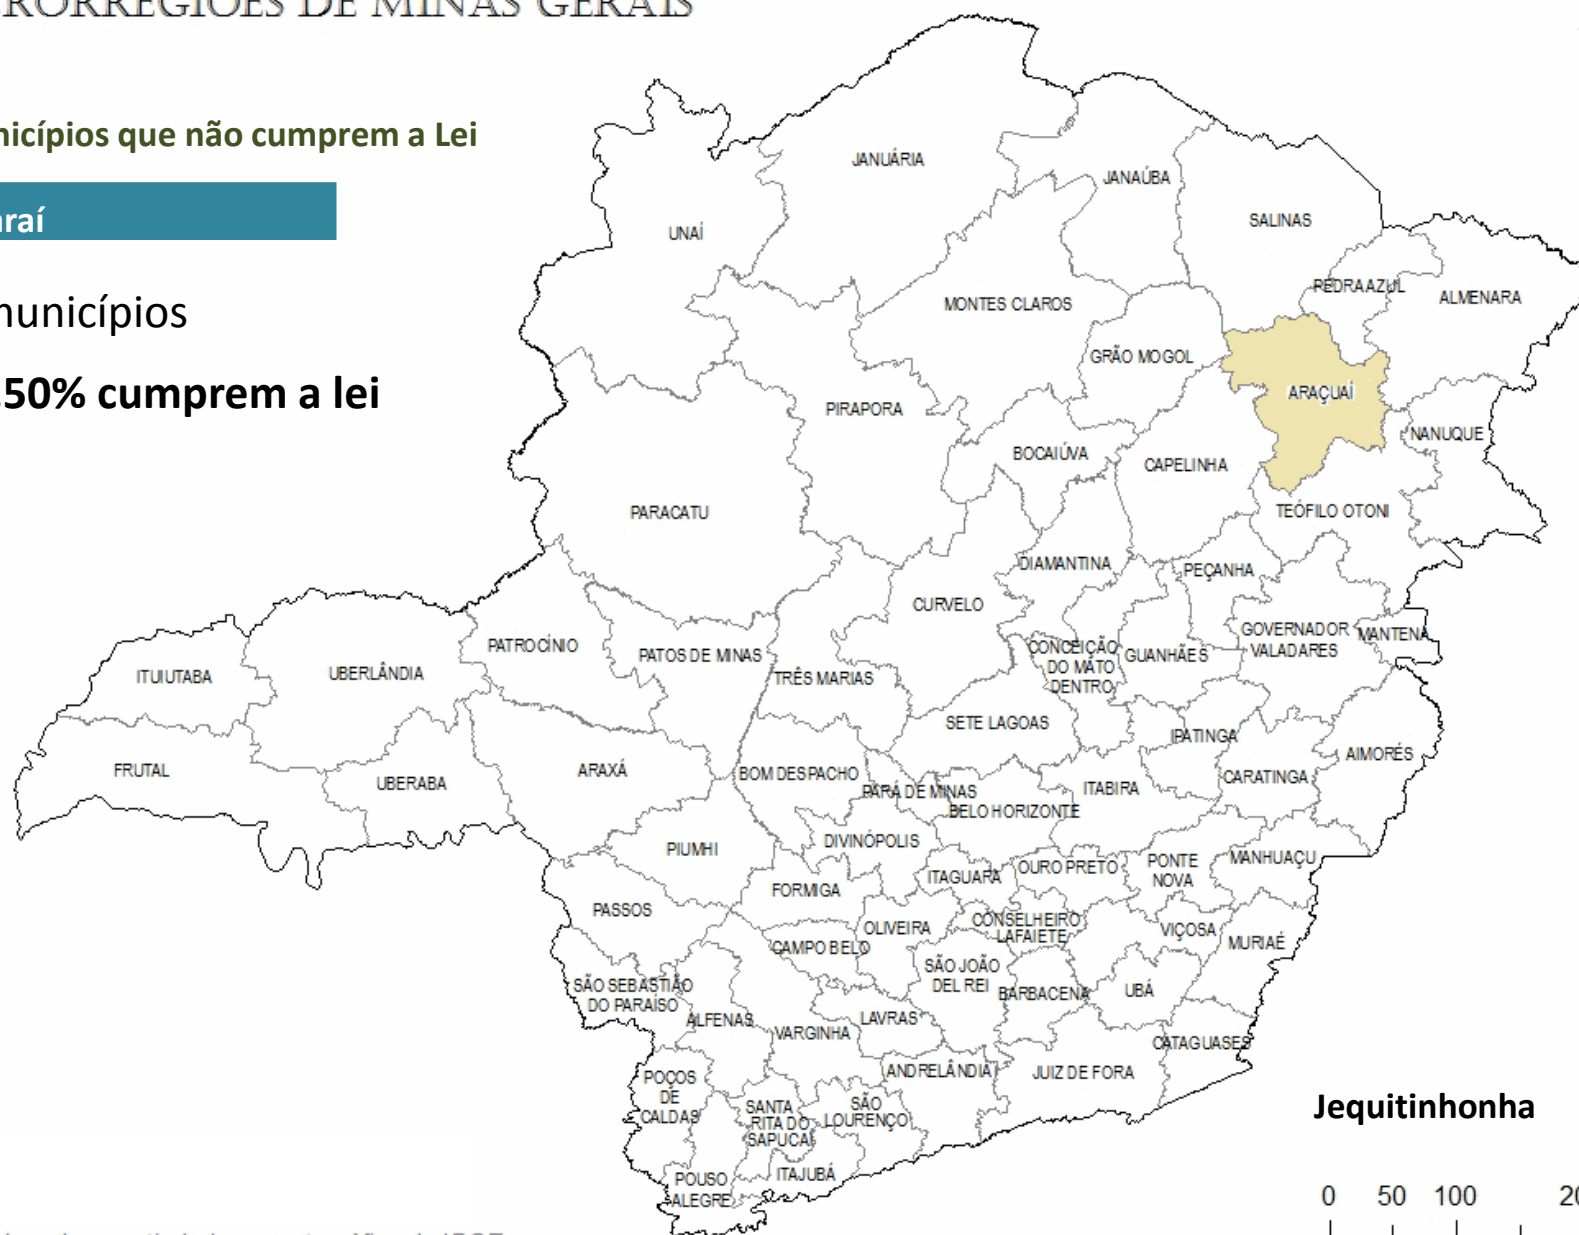 RORREGIÕES DE MINAS GERAIS
nicípios que não cumprem a Lei
araí
municípios
50% cumprem a lei
JANUÁRIA
JANAÚBA
SALINAS
UNAÍ
PEDRA AZUL
ALMENARA
MONTES CLAROS
GRÃO MOGOL
ARAÇUAÍ
PIRAPORA
NANUQUE
BOCAIÚVA
CAPELINHA
PARACATU
TEÓFILO OTONI
DIAMANTINA
PEÇANHA
CURVELO
PATROCÍNIO
PATOS DE MINAS
CONCEIÇÃO
DO MATO
DENTRO
GUANHÃES
GOVERNADOR
VALADARES
MANTENA
ITUIUTABA
UBERLÂNDIA
TRÊS MARIAS
SETE LAGOAS
IPATINGA
AIMORÉS
FRUTAL
UBERABA
ARAXÁ
BOM DESPACHO
PARÁ DE MINAS
BELO HORIZONTE
ITABIRA
CARATINGA
PIUMHI
DIVINÓPOLIS
ITAGUARA
OURO PRETO
PONTE
NOVA
MANHUAÇU
FORMIGA
PASSOS
OLIVEIRA
CONSELHEIRO
LAFAIETE
VIÇOSA
MURIAÉ
CAMPO BELO
SÃO JOÃO
DEL REI
BARBACENA
UBÁ
SÃO SEBASTIÃO
DO PARAÍSO
ALFENAS
VARGINHA
LAVRAS
CATAGUASES
ANDRELÂNDIA
JUIZ DE FORA
POÇOS
DE
CALDAS
SANTA
RITA DO
SAPUCAÍ
SÃO
LOURENÇO
Jequitinhonha
POUSO
ALEGRE
ITAJUBÁ
0 50 100 20